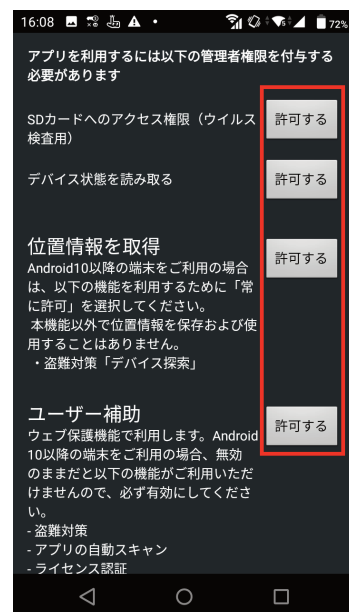 16:08
72%
アプリを利用するには以下の管理者権限を付与する
必要があります
SDカードへのアクセス権限（ウイルス
検査用）
許可する
デバイス状態を読み取る
許可する
位置情報を取得
許可する
Android10以降の端末をご利用の場合
は、以下の機能を利用するために「常
に許可」を選択してください。
本機能以外で位置情報を保存および使
用することはありません。
・盗難対策「デバイス探索」
ユーザー補助
許可する
ウェブ保護機能で利用します。Android
10以降の端末をご利用の場合、無効
のままだと以下の機能がご利用いただ
けませんので、必ず有効にしてくださ
い。
- 盗難対策
- アプリの自動スキャン
- ライセンス認証